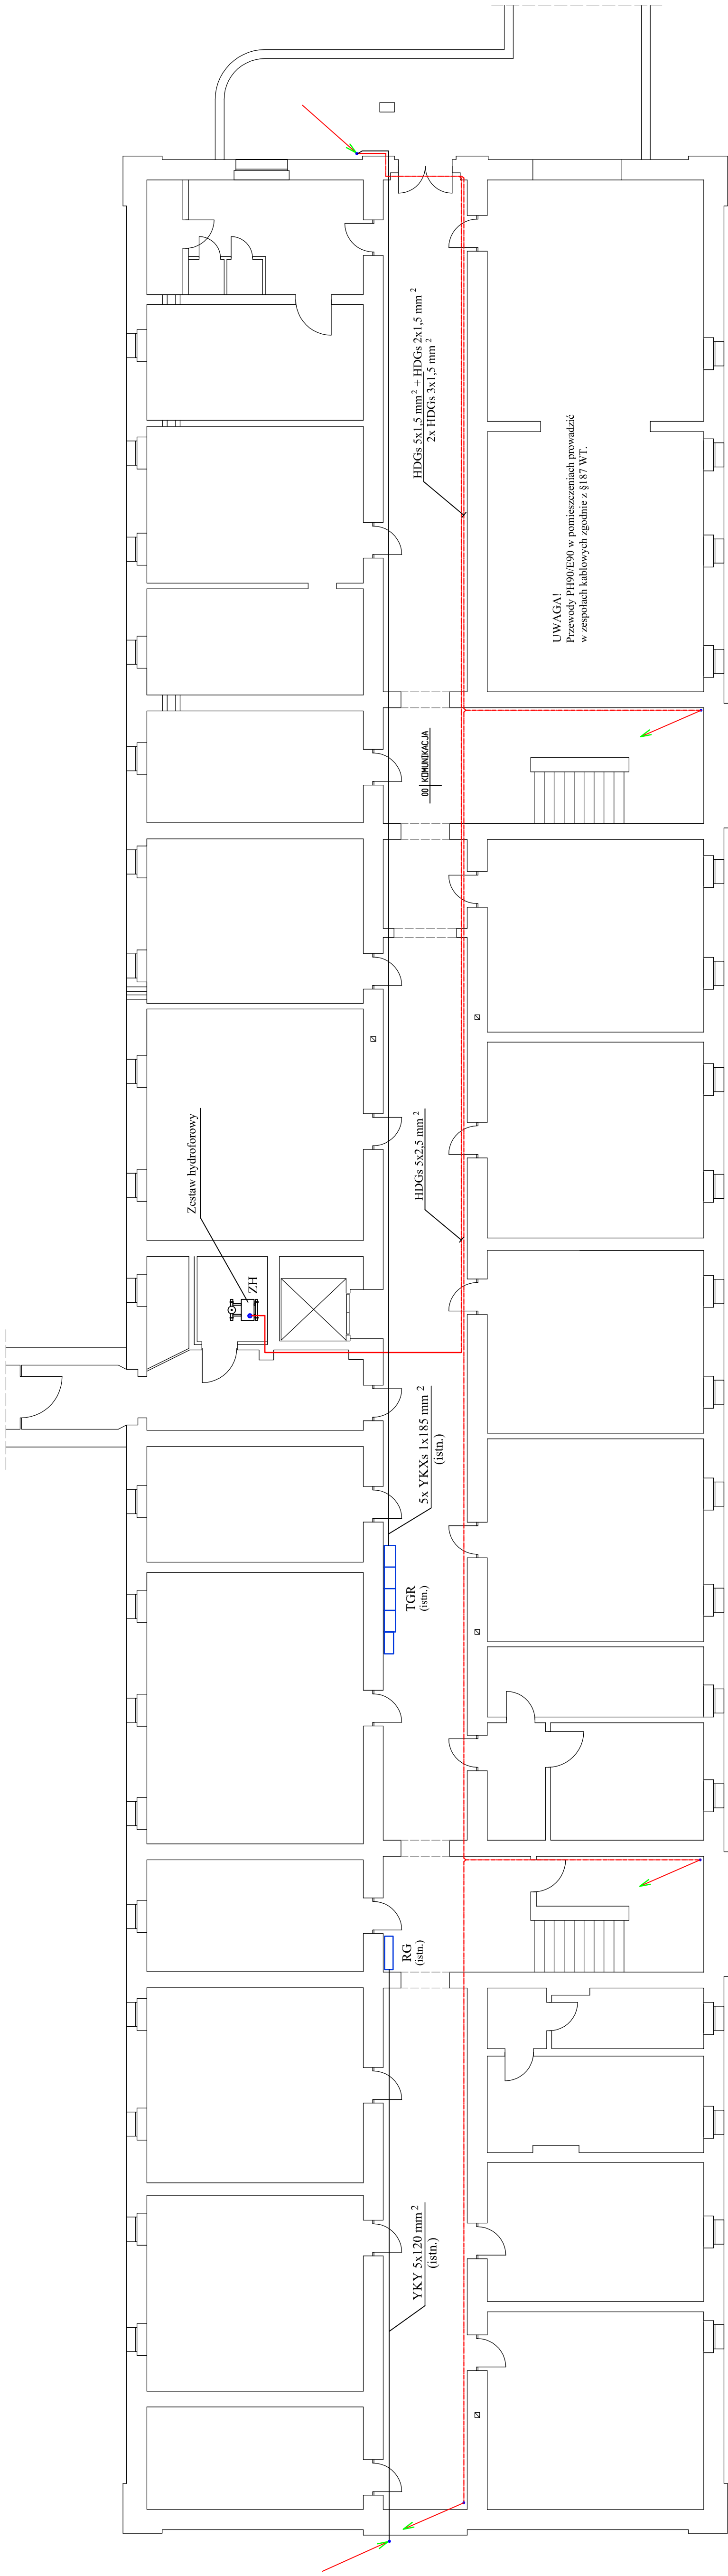 HDGs 5x1,5 mm² + HDGs 2x1,5 mm²
2x HDGs 3x1,5 mm²
UWAGA!
Przewody PH90/E90 w pomieszczeniach prowadzić
w zespołach kablowych zgodnie z §187 WT.
00 KOMUNIKACJA
Zestaw hydroforowy
ZH
HDGs 5x2,5 mm²
5x YKXs 1x185 mm²
(istn.)
TGR
(istn.)
RG
(istn.)
YKY 5x120 mm²
(istn.)